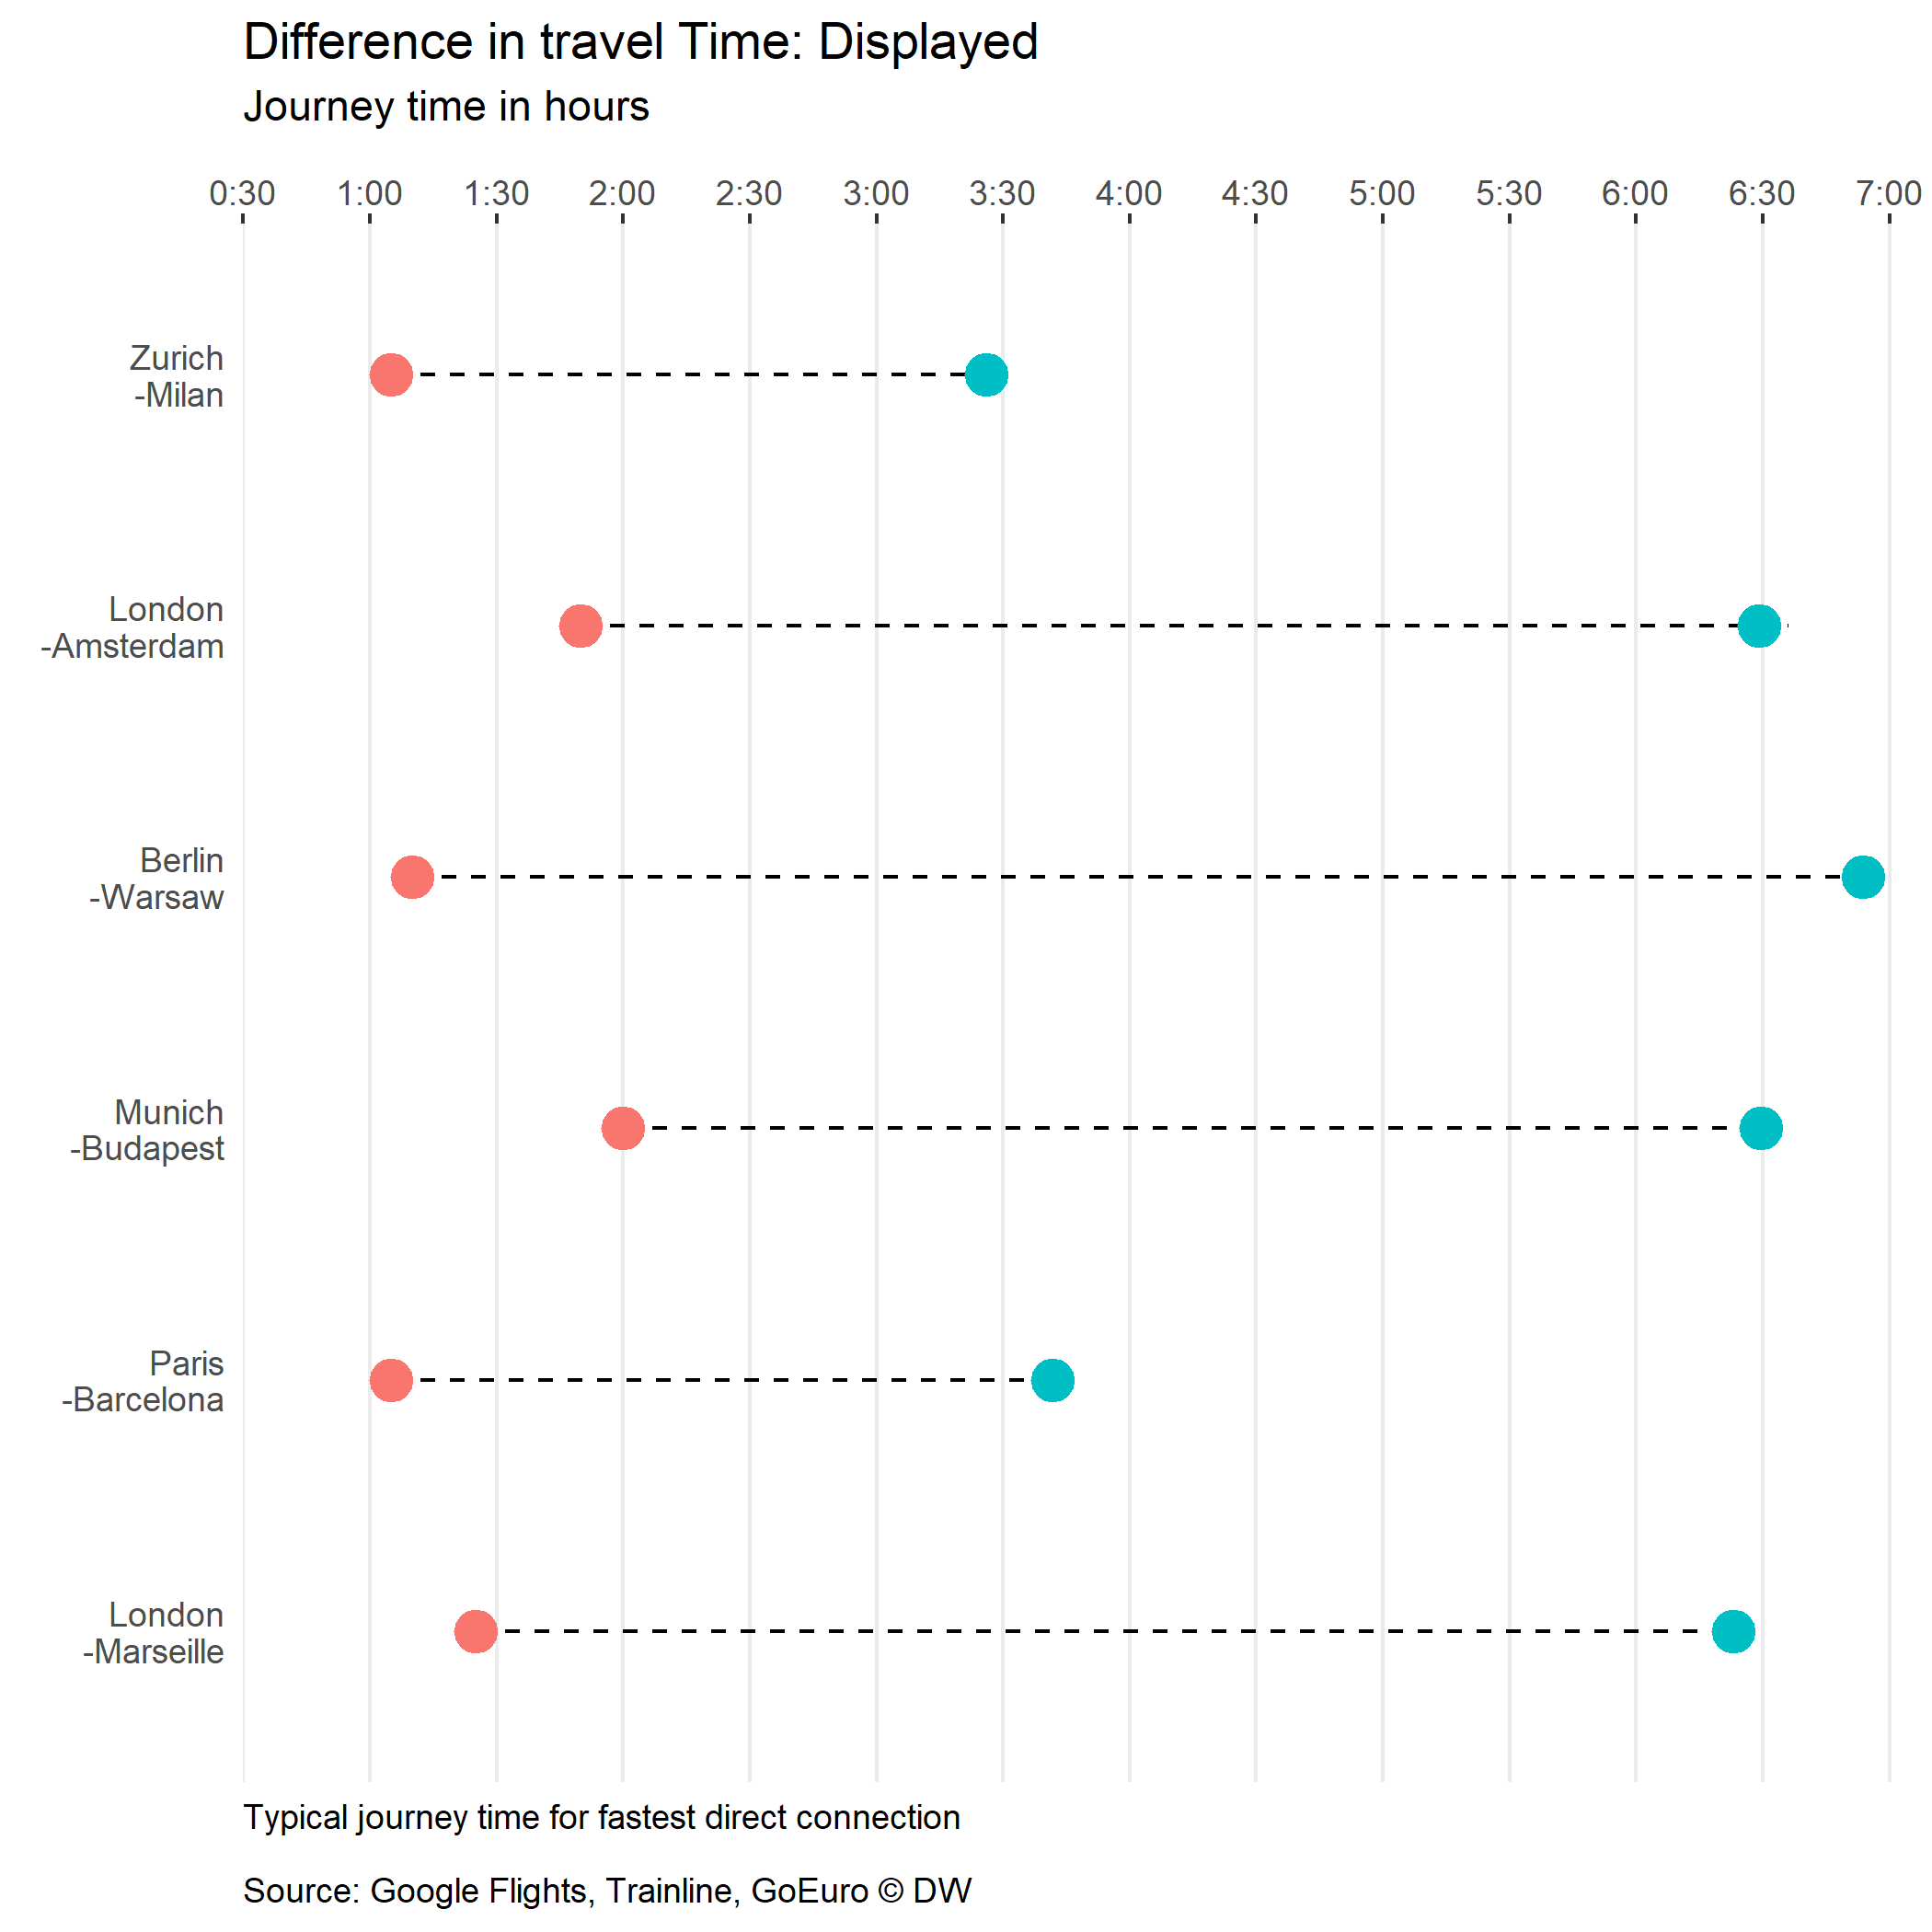 Difference in travel Time: Displayed
Journey time in hours
0:30 1:00 1:30 2:00 2:30 3:00 3:30 4:00 4:30 5:00 5:30 6:00 6:30 7:00
Zurich
-Milan
London
-Amsterdam
Berlin
-Warsaw
Munich
-Budapest
Paris
-Barcelona
London
-Marseille
Typical journey time for fastest direct connection
Source: Google Flights, Trainline, GoEuro © DW